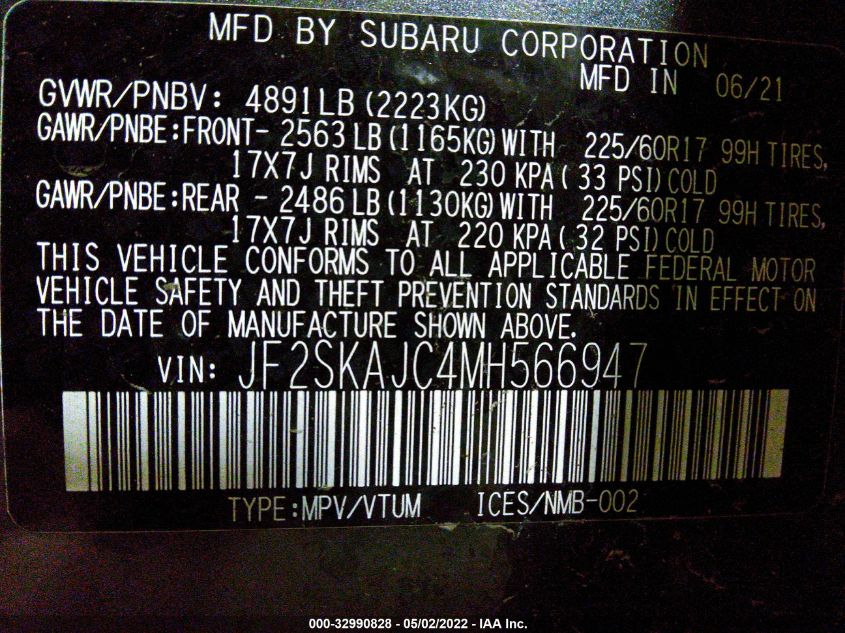 MFD BY SUBARU CORPORATION
MFD IN 06/21
GVWR/PNBV: 4891LB (2223KG)
GAWR/PNBE:FRONT- 2563 LB (1165KG) WITH 225/60R17 99H TIRES,
17X7J RIMS AT 230 KPA ( 33 PSI) COLD
GAWR/PNBE:REAR - 2486 LB (1130KG) WITH 225/60R17 99H TIRES,
17X7J RIMS AT 220 KPA ( 32 PSI) COLD
THIS VEHICLE CONFORMS TO ALL APPLICABLE FEDERAL MOTOR
VEHICLE SAFETY AND THEFT PREVENTION STANDARDS IN EFFECT ON
THE DATE OF MANUFACTURE SHOWN ABOVE.
VIN: JF2SKAJC4MH566947
TYPE:MPV/VTUM ICES/NMB-002
000-32990828 - 05/02/2022 - IAA Inc.